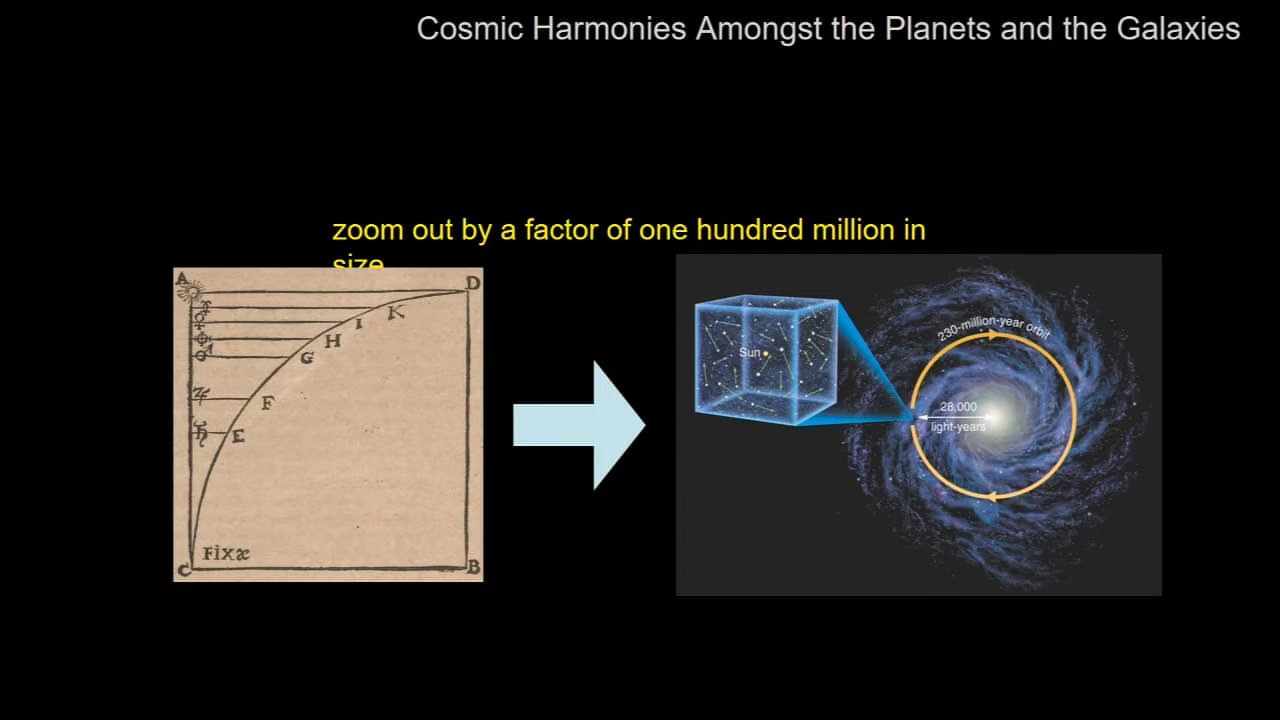 Cosmic Harmonies Amongst the Planets and the Galaxies
zoom out by a factor of one hundred million in
size
A
D
K
I
H
G
♃
F
♄
E
Fixæ
C
B
Sun
230-million-year orbit
28,000
light-years